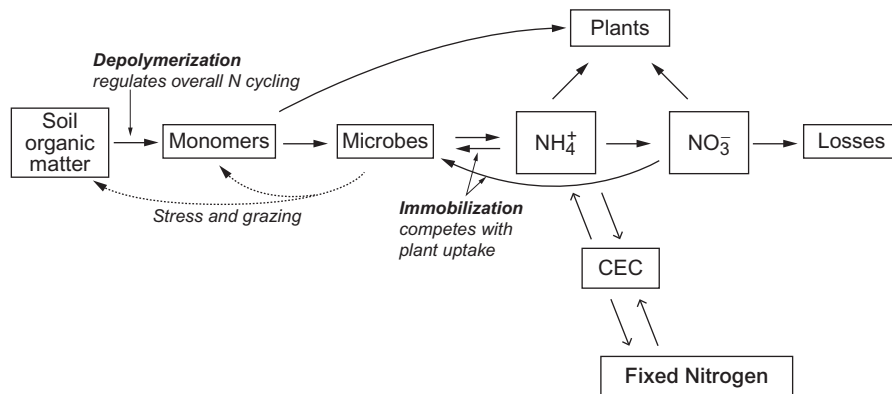 Plants
Depolymerization
regulates overall N cycling
Soil
organic
matter
Monomers
Microbes
NH₄⁺
NO₃⁻
Losses
Stress and grazing
Immobilization
competes with
plant uptake
CEC
Fixed Nitrogen